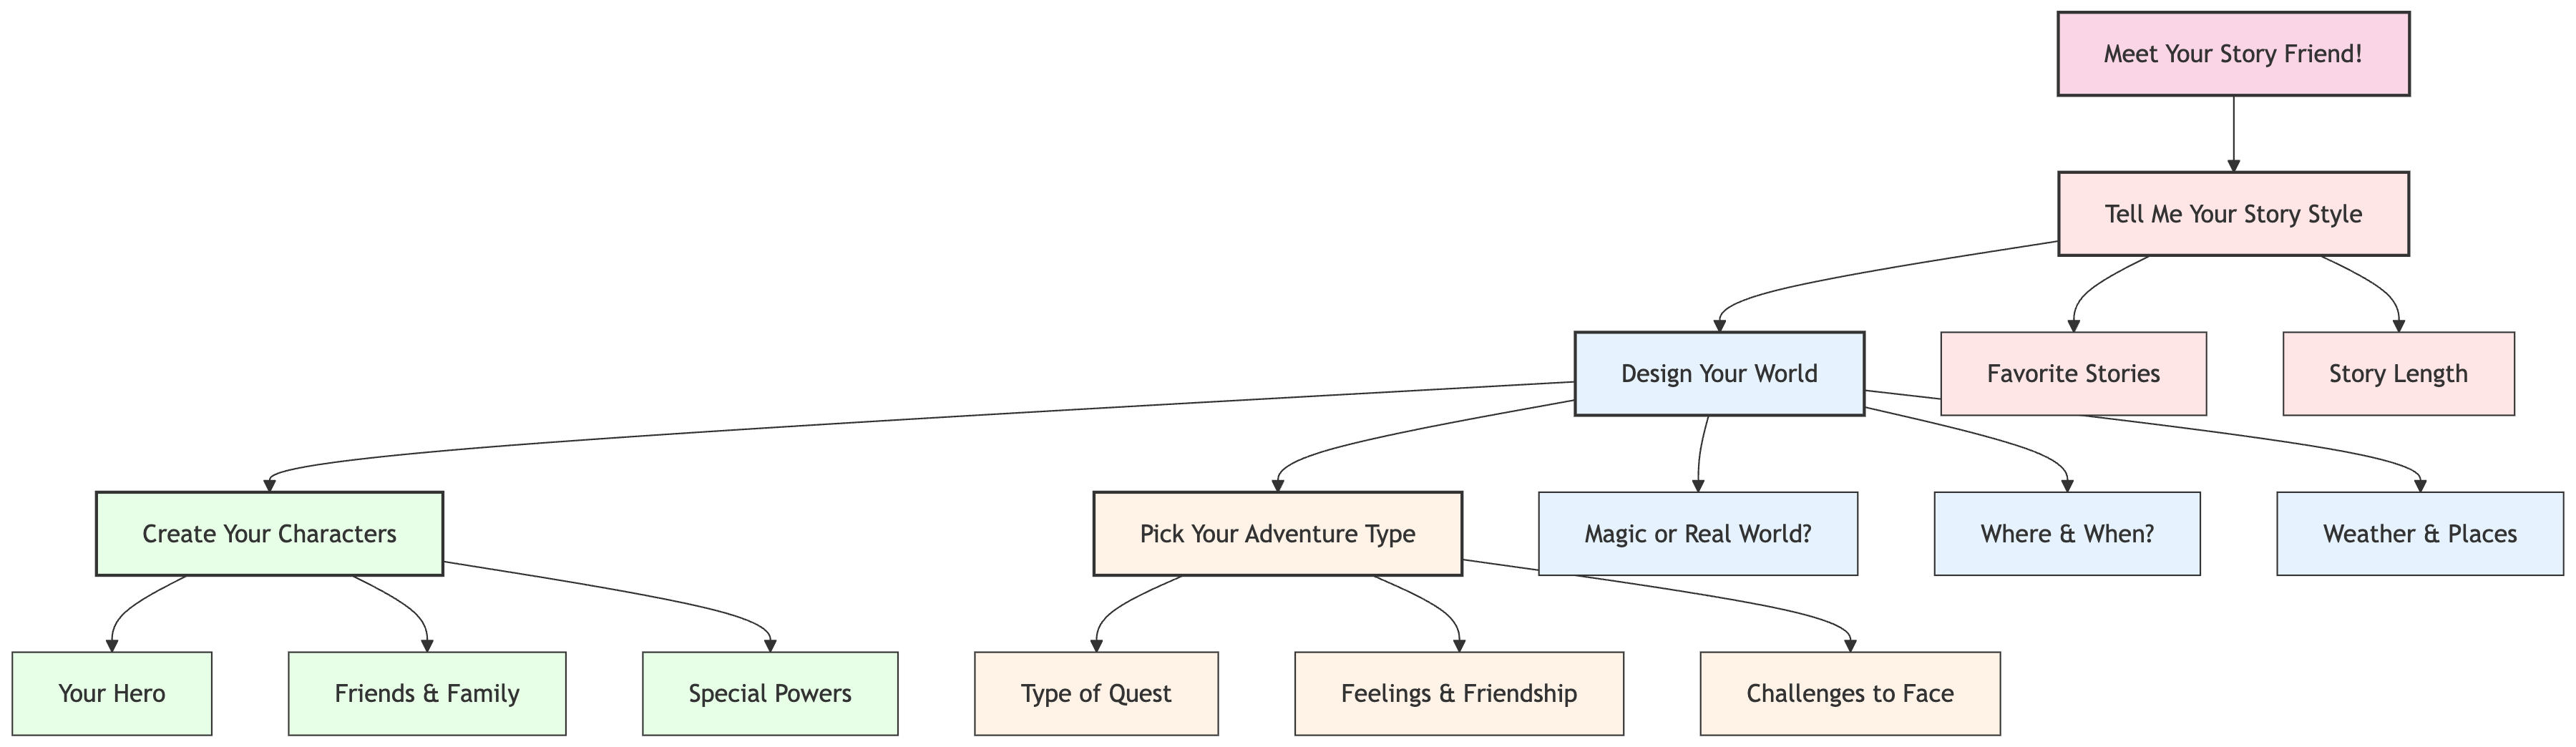 Meet Your Story Friend!
Tell Me Your Story Style
Design Your World
Favorite Stories
Story Length
Create Your Characters
Pick Your Adventure Type
Magic or Real World?
Where & When?
Weather & Places
Your Hero
Friends & Family
Special Powers
Type of Quest
Feelings & Friendship
Challenges to Face